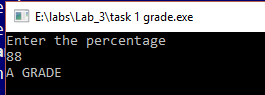 E:\labs\Lab_3\task 1 grade.exe
Enter the percentage
88
A GRADE